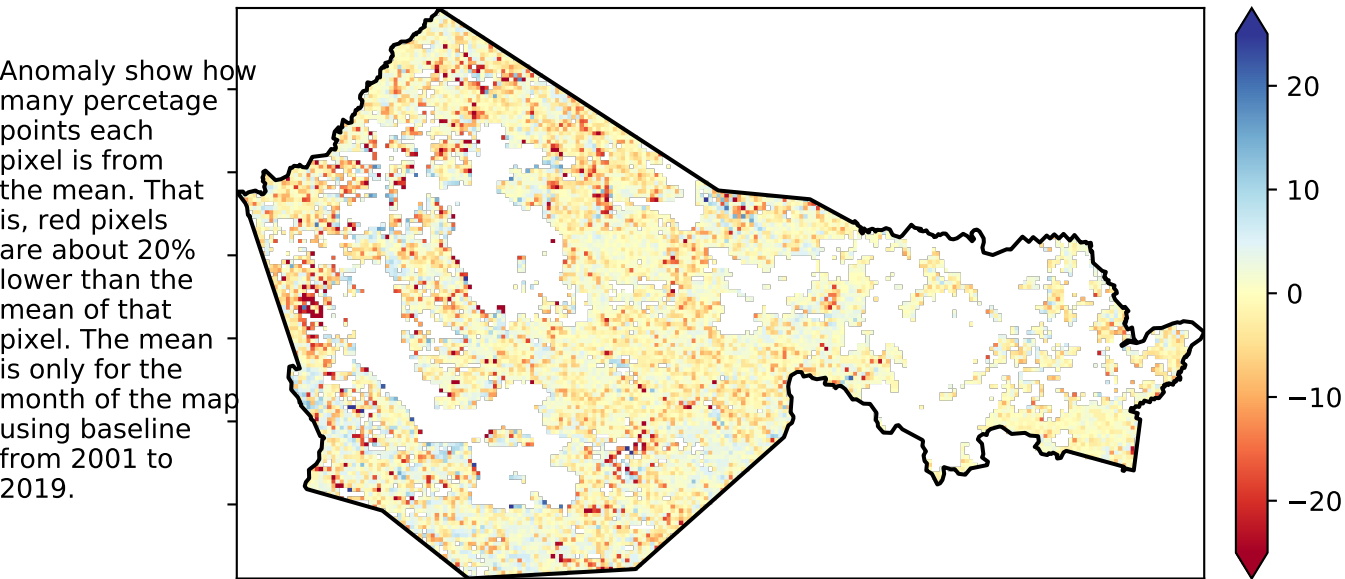 Anomaly show how
many percetage
points each
pixel is from
the mean. That
is, red pixels
are about 20%
lower than the
mean of that
pixel. The mean
is only for the
month of the map
using baseline
from 2001 to
2019.
20
10
0
−10
−20